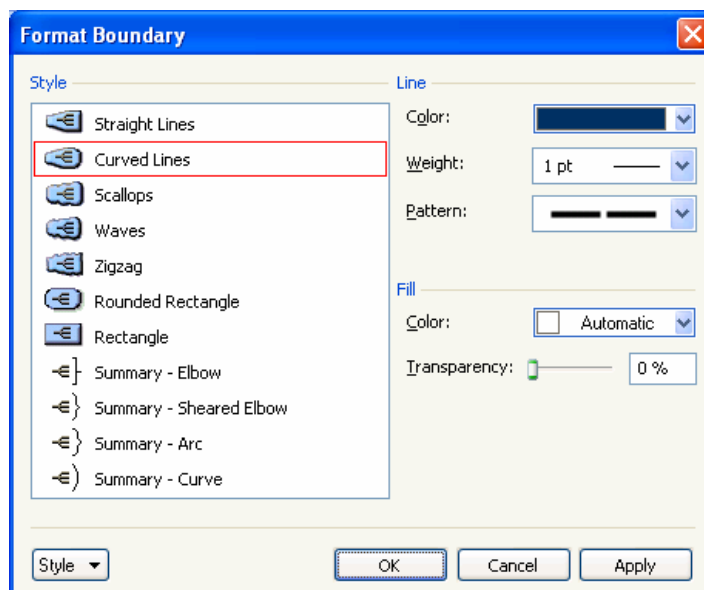 Format Boundary
Style
Straight Lines
Curved Lines
Scallops
Waves
Zigzag
Rounded Rectangle
Rectangle
Summary - Elbow
Summary - Sheared Elbow
Summary - Arc
Summary - Curve
Line
Color:
Weight: 1 pt
Pattern:
Fill
Color: Automatic
Transparency: 0 %
Style OK Cancel Apply